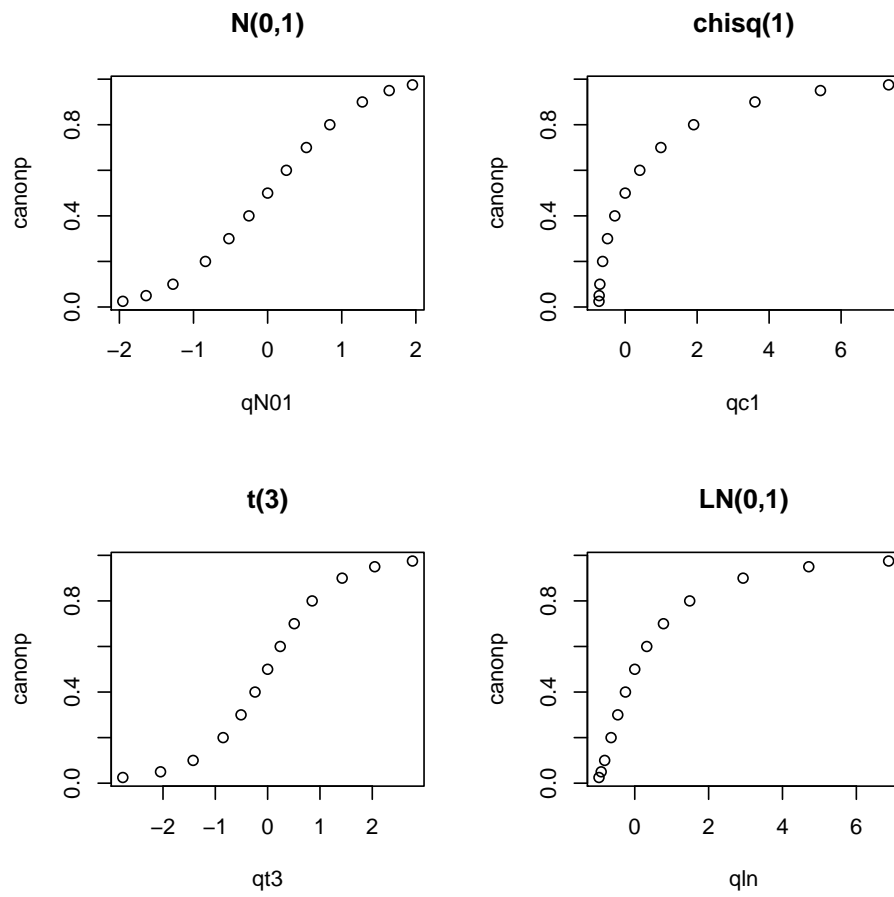 N(0,1)
canonp
0.0 0.4 0.8
−2 −1 0 1 2
qN01
chisq(1)
canonp
0.0 0.4 0.8
0 2 4 6
qc1
t(3)
canonp
0.0 0.4 0.8
−2 −1 0 1 2
qt3
LN(0,1)
canonp
0.0 0.4 0.8
0 2 4 6
qln